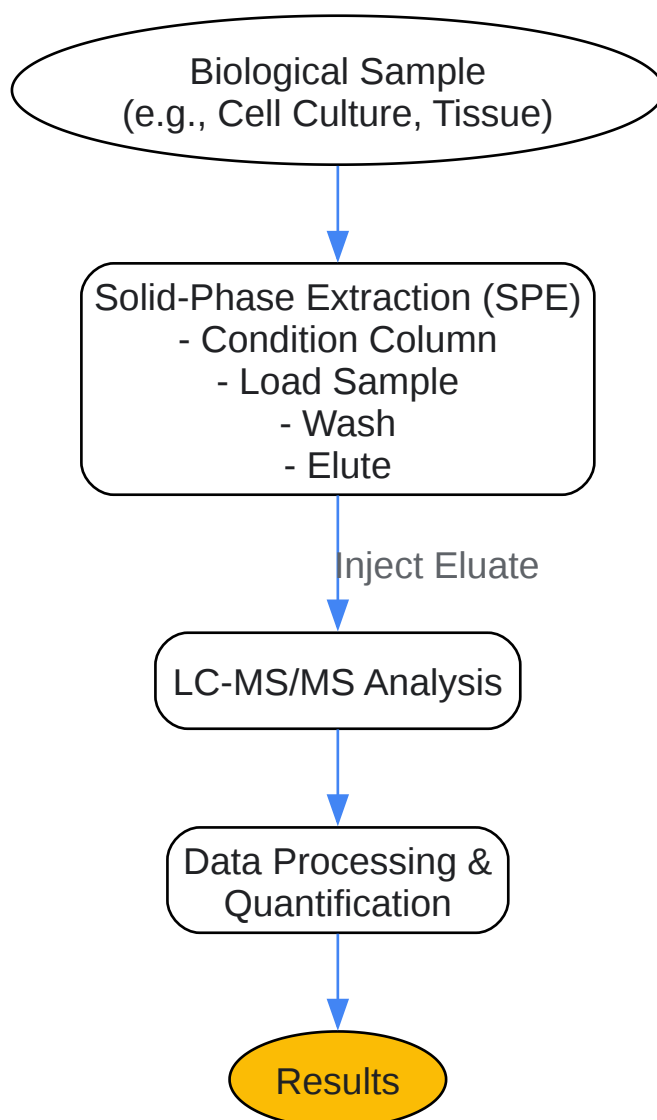 Biological Sample
(e.g., Cell Culture, Tissue)
Solid-Phase Extraction (SPE)
- Condition Column
- Load Sample
- Wash
- Elute
Inject Eluate
LC-MS/MS Analysis
Data Processing &
Quantification
Results